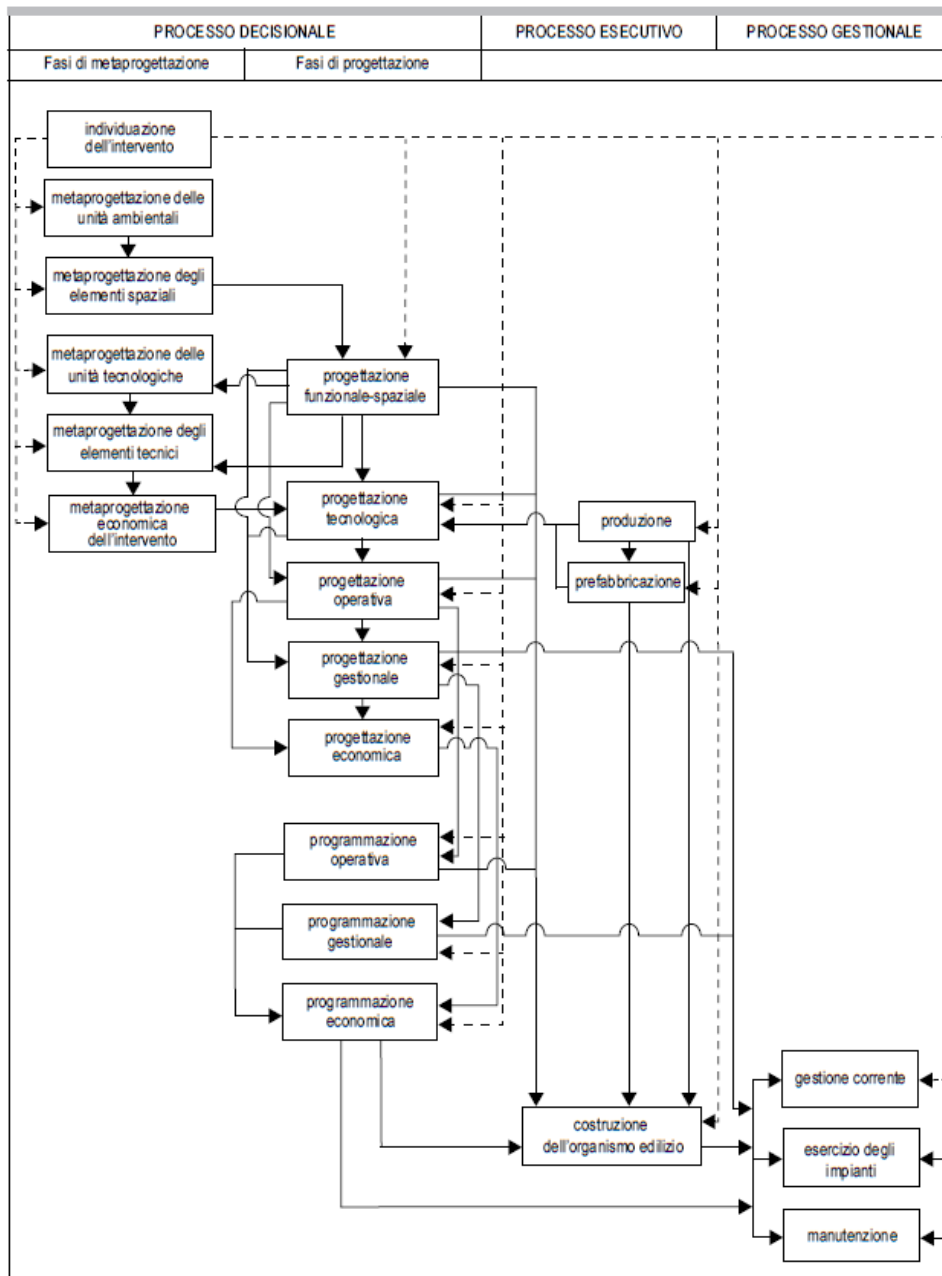 PROCESSO DECISIONALE
PROCESSO ESECUTIVO
PROCESSO GESTIONALE
Fasi di metaprogettazione
Fasi di progettazione
individuazione
dell'intervento
metaprogettazione delle
unità ambientali
metaprogettazione degli
elementi spaziali
metaprogettazione delle
unità tecnologiche
progettazione
funzionale-spaziale
metaprogettazione degli
elementi tecnici
metaprogettazione
economica
dell'intervento
progettazione
tecnologica
produzione
prefabbricazione
progettazione
operativa
progettazione
gestionale
progettazione
economica
programmazione
operativa
programmazione
gestionale
programmazione
economica
gestione corrente
costruzione
dell'organismo edilizio
esercizio degli
impianti
manutenzione